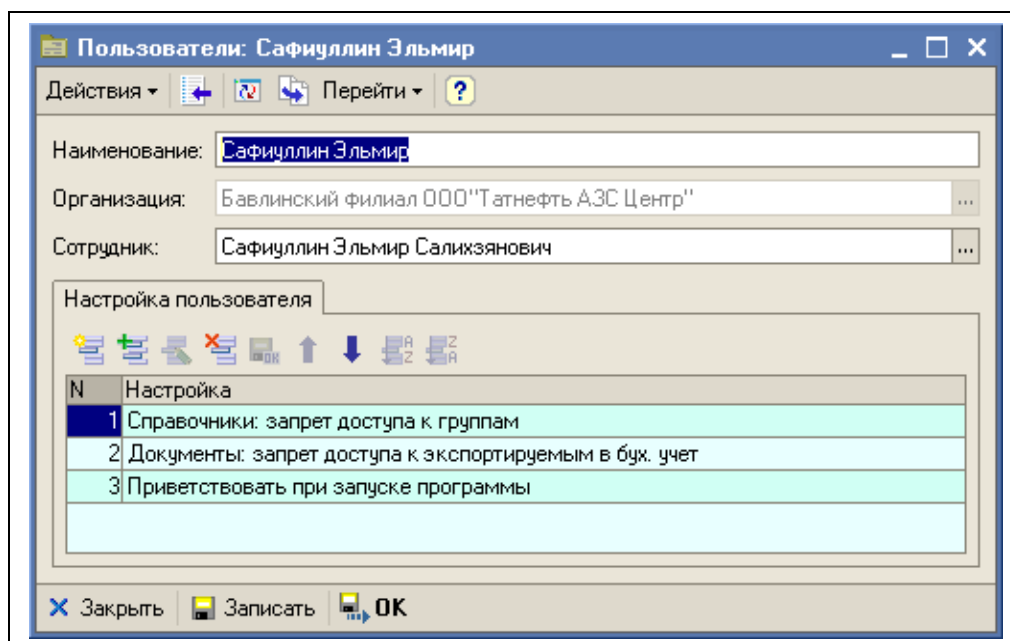 Пользователи: Сафиуллин Эльмир
Действия Перейти ?
Наименование: Сафиуллин Эльмир
Организация: Бавлинский филиал ООО"Татнефть АЗС Центр" ...
Сотрудник: Сафиуллин Эльмир Салихзянович ...
Настройка пользователя
N Настройка
1 Справочники: запрет доступа к группам
2 Документы: запрет доступа к экспортируемым в бух. учет
3 Приветствовать при запуске программы
Закрыть Записать OK